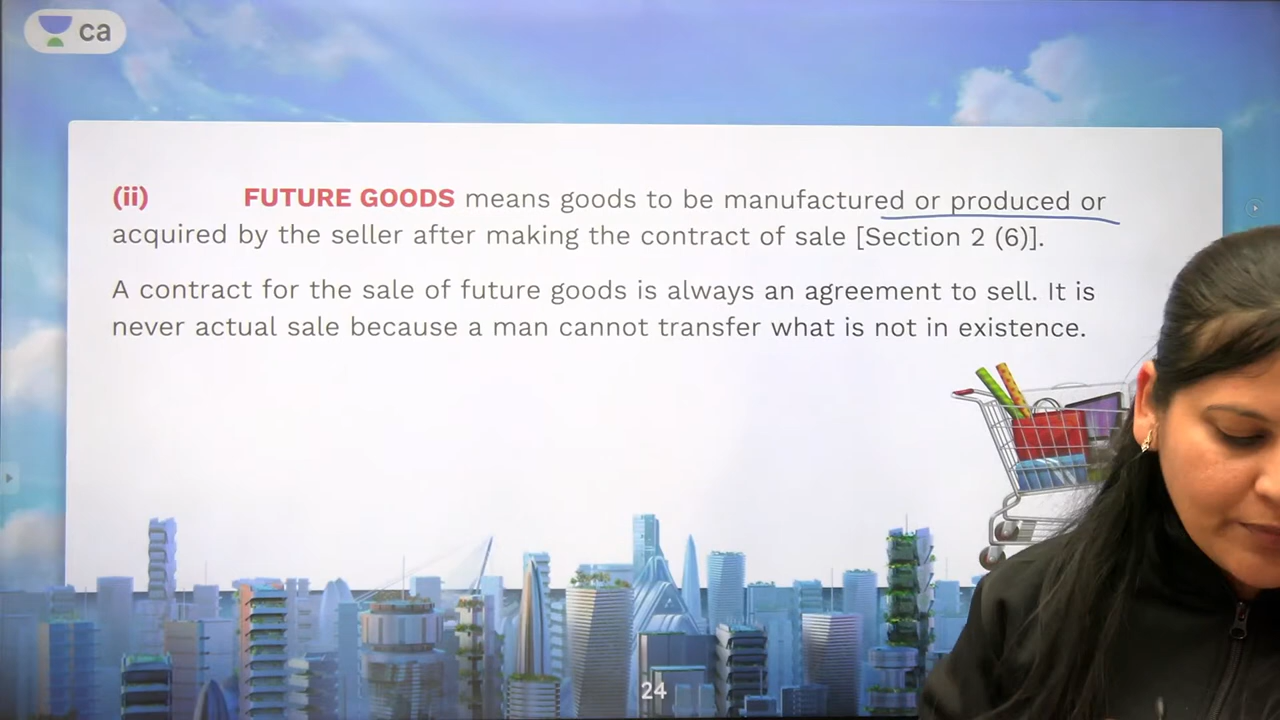 ca
(ii) FUTURE GOODS means goods to be manufactured or produced or
acquired by the seller after making the contract of sale [Section 2 (6)].
A contract for the sale of future goods is always an agreement to sell. It is
never actual sale because a man cannot transfer what is not in existence.
24